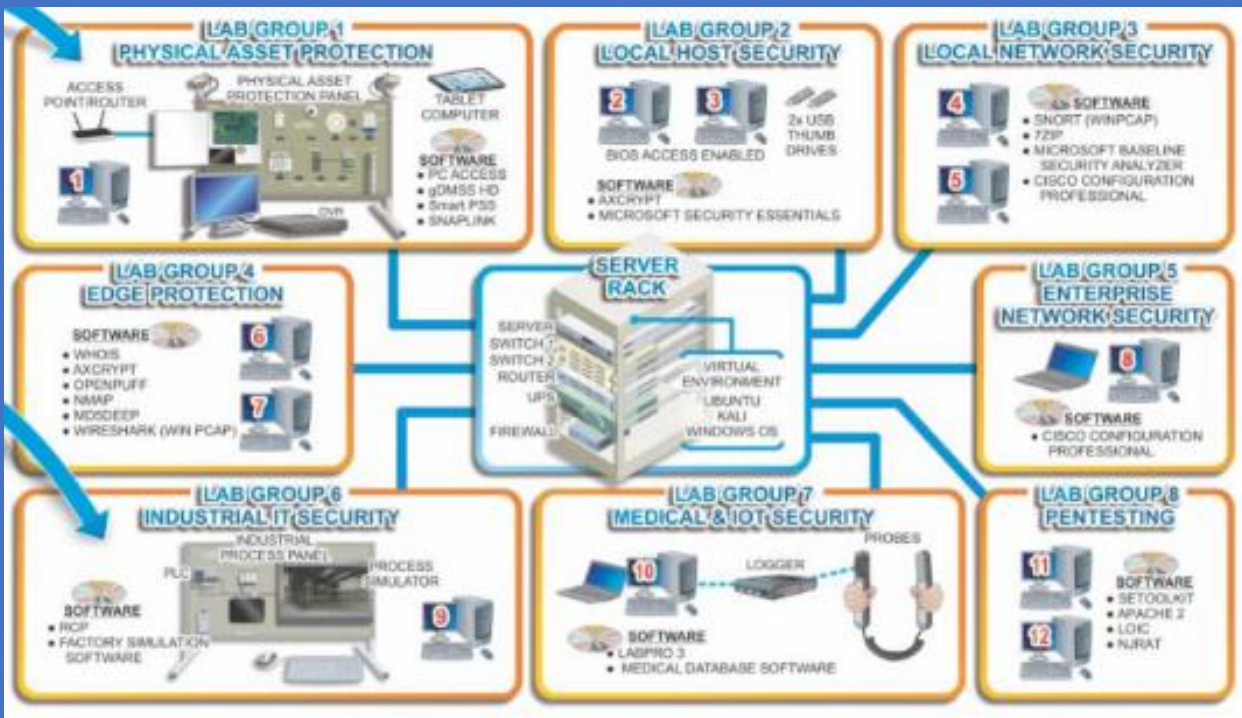 LAB GROUP 1
PHYSICAL ASSET PROTECTION
ACCESS
POINT/ROUTER
PHYSICAL ASSET
PROTECTION PANEL
TABLET
COMPUTER
1
DVR
SOFTWARE
• PC ACCESS
• gDMSS HD
• Smart PSS
• SNAPLINK
LAB GROUP 2
LOCAL HOST SECURITY
2
3
2x USB
THUMB
DRIVES
BIOS ACCESS ENABLED
SOFTWARE
• AXCRYPT
• MICROSOFT SECURITY ESSENTIALS
LAB GROUP 3
LOCAL NETWORK SECURITY
4
5
SOFTWARE
• SNORT (WINPCAP)
• 7ZIP
• MICROSOFT BASELINE
SECURITY ANALYZER
• CISCO CONFIGURATION
PROFESSIONAL
LAB GROUP 4
EDGE PROTECTION
SOFTWARE
• WHOIS
• AXCRYPT
• OPENPUFF
• NMAP
• MD5DEEP
• WIRESHARK (WIN PCAP)
6
7
SERVER
RACK
SERVER
SWITCH 1
SWITCH 2
ROUTER
UPS
FIREWALL
VIRTUAL
ENVIRONMENT
UBUNTU
KALI
WINDOWS OS
LAB GROUP 5
ENTERPRISE
NETWORK SECURITY
8
SOFTWARE
• CISCO CONFIGURATION
PROFESSIONAL
LAB GROUP 6
INDUSTRIAL IT SECURITY
INDUSTRIAL
PROCESS PANEL
PLC
PROCESS
SIMULATOR
SOFTWARE
• RCP
• FACTORY SIMULATION
SOFTWARE
9
LAB GROUP 7
MEDICAL & IOT SECURITY
10
LOGGER
PROBES
SOFTWARE
• LABPRO 3
• MEDICAL DATABASE SOFTWARE
LAB GROUP 8
PENTESTING
11
12
SOFTWARE
• SETOOLKIT
• APACHE 2
• LOIC
• NJRAT